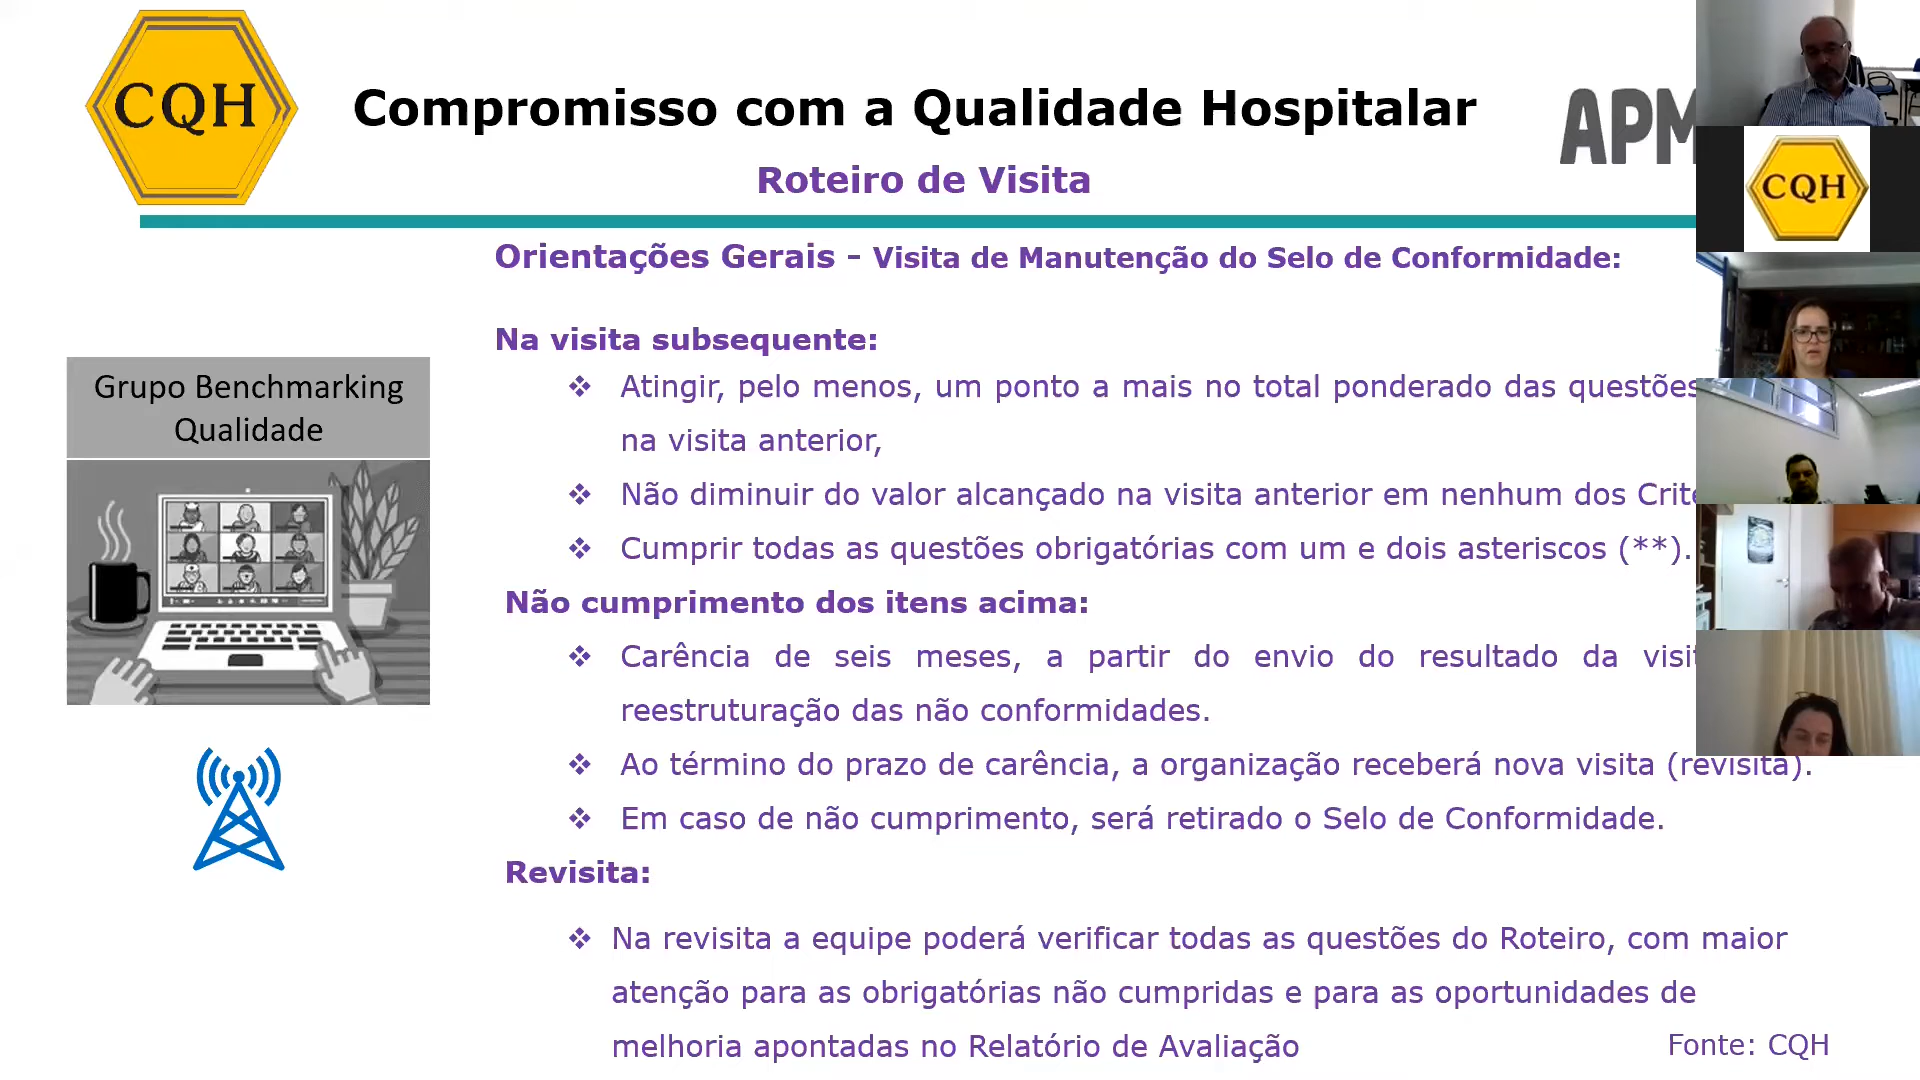 CQH
Compromisso com a Qualidade Hospitalar
APM
Roteiro de Visita
CQH
Orientações Gerais - Visita de Manutenção do Selo de Conformidade:
Na visita subsequente:
Grupo Benchmarking
Qualidade
❖ Atingir, pelo menos, um ponto a mais no total ponderado das questões
na visita anterior,
❖ Não diminuir do valor alcançado na visita anterior em nenhum dos
❖ Cumprir todas as questões obrigatórias com um e dois asteriscos (**).
Não cumprimento dos itens acima:
❖ Carência de seis meses, a partir do envio do resultado da
reestruturação das não conformidades.
❖ Ao término do prazo de carência, a organização receberá nova visita (revisita).
❖ Em caso de não cumprimento, será retirado o Selo de Conformidade.
Revisita:
❖ Na revisita a equipe poderá verificar todas as questões do Roteiro, com maior
atenção para as obrigatórias não cumpridas e para as oportunidades de
melhoria apontadas no Relatório de Avaliação
Fonte: CQH